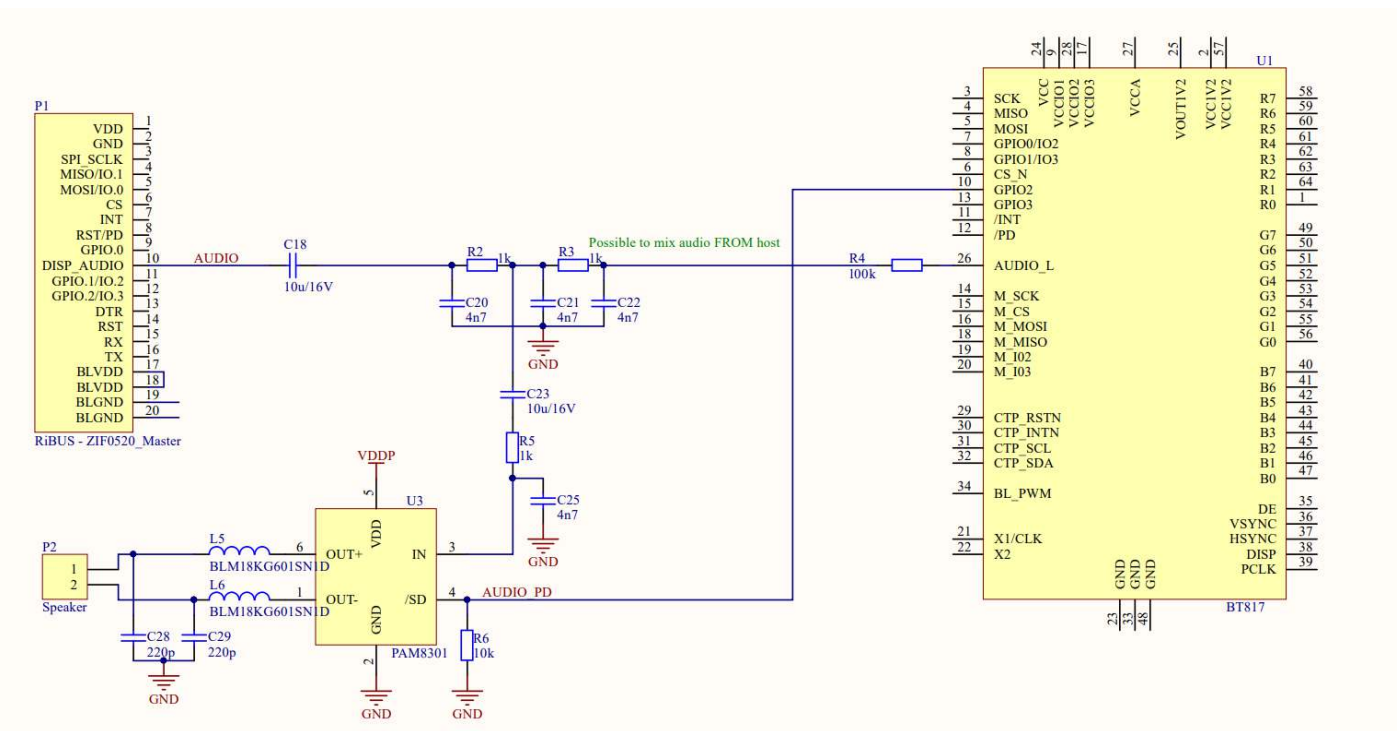 P1
VDD 1
GND 2
SPI_SCLK 3
MISO/IO.1 4
MOSI/IO.0 5
CS 6
INT 7
RST/PD 8
GPIO.0 9
DISP_AUDIO 10
GPIO.1/IO.2 11
GPIO.2/IO.3 12
DTR 13
RST 14
RX 15
TX 16
BLVDD 17
BLVDD 18
BLGND 19
BLGND 20
RiBUS - ZIF0520_Master
AUDIO
C18
10u/16V
R2
1k
R3
1k
Possible to mix audio FROM host
C20
4n7
C21
4n7
C22
4n7
GND
R4
100k
C23
10u/16V
R5
1k
C25
4n7
GND
VDDP
5
U3
VDD
OUT+ 6
OUT- 1
IN 3
/SD 4
GND
2
PAM8301
GND
AUDIO_PD
R6
10k
GND
P2
1
2
Speaker
L5
BLM18KG601SN1D
L6
BLM18KG601SN1D
C28
220p
C29
220p
GND
U1
24 VCC
9 VCCIO1
28 VCCIO2
17 VCCIO3
27 VCCA
25 VOUT1V2
2 VCC1V2
57 VCC1V2
3 SCK
4 MISO
5 MOSI
7 GPIO0/IO2
8 GPIO1/IO3
6 CS_N
10 GPIO2
13 GPIO3
11 /INT
12 /PD
26 AUDIO_L
14 M_SCK
15 M_CS
16 M_MOSI
18 M_MISO
19 M_I02
20 M_I03
29 CTP_RSTN
30 CTP_INTN
31 CTP_SCL
32 CTP_SDA
34 BL_PWM
21 X1/CLK
22 X2
R7 58
R6 59
R5 60
R4 61
R3 62
R2 63
R1 64
R0 1
G7 49
G6 50
G5 51
G4 52
G3 53
G2 54
G1 55
G0 56
B7 40
B6 41
B5 42
B4 43
B3 44
B2 45
B1 46
B0 47
DE 35
VSYNC 36
HSYNC 37
DISP 38
PCLK 39
GND 23
GND 33
GND 48
BT817